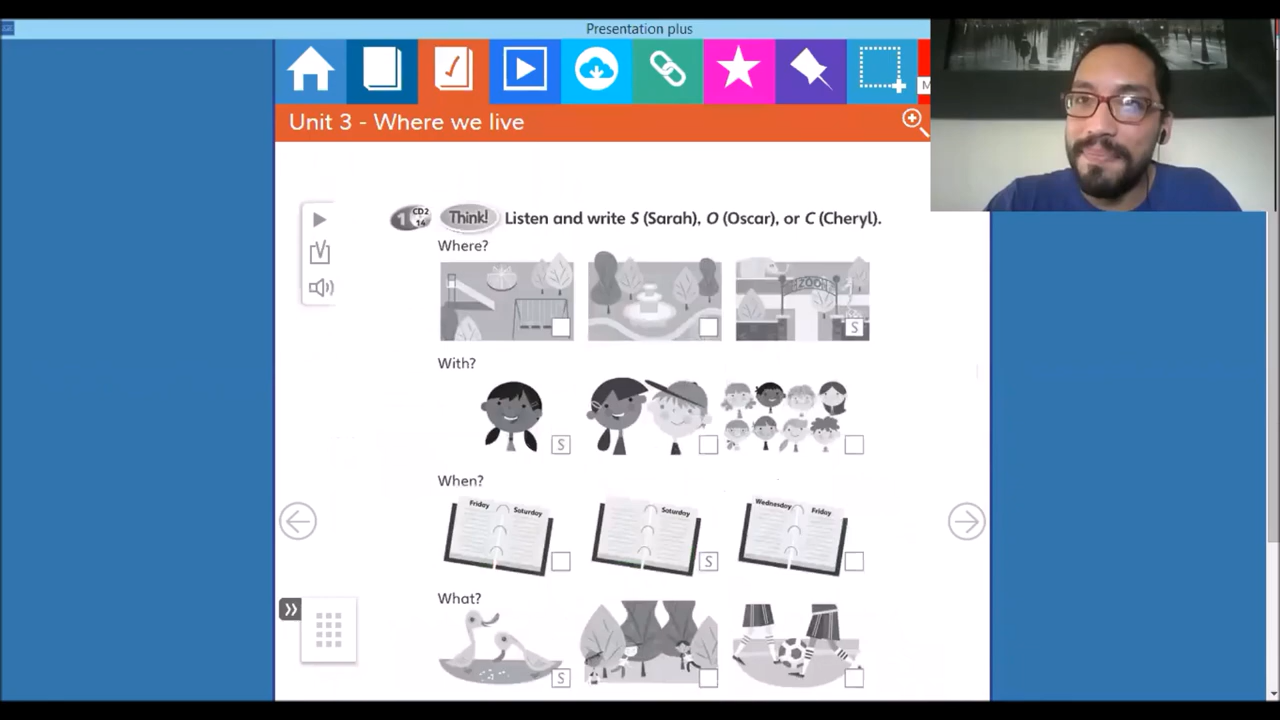 Presentation plus
M
Unit 3 - Where we live
1 CD2 14 Think! Listen and write S (Sarah), O (Oscar), or C (Cheryl).
Where?
ZOO
S
With?
S
When?
Friday Saturday
Saturday
Wednesday Friday
S
What?
S